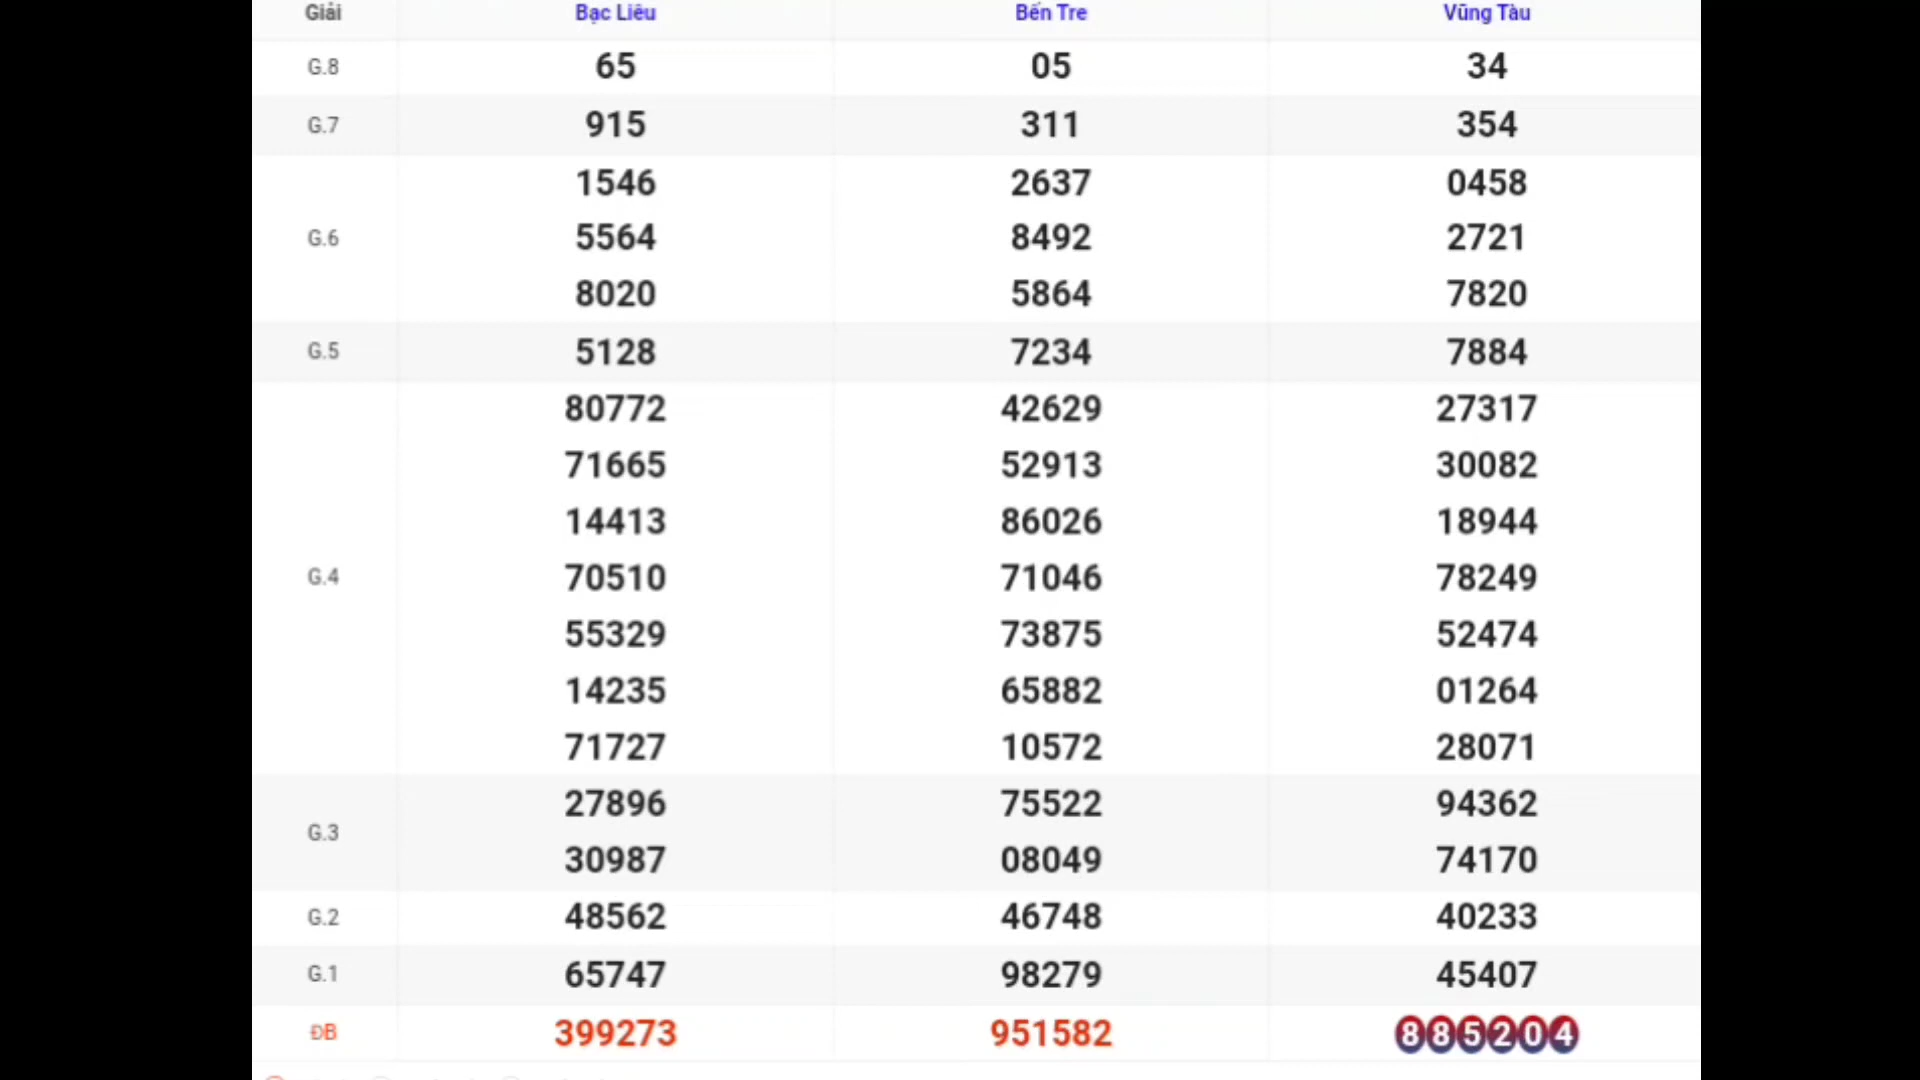 Giải Bạc Liêu Bến Tre Vũng Tàu
G.8 65 05 34
G.7 915 311 354
1546 2637 0458
G.6 5564 8492 2721
8020 5864 7820
G.5 5128 7234 7884
80772 42629 27317
71665 52913 30082
14413 86026 18944
G.4 70510 71046 78249
55329 73875 52474
14235 65882 01264
71727 10572 28071
G.3 27896 75522 94362
30987 08049 74170
G.2 48562 46748 40233
G.1 65747 98279 45407
ĐB 399273 951582 885204